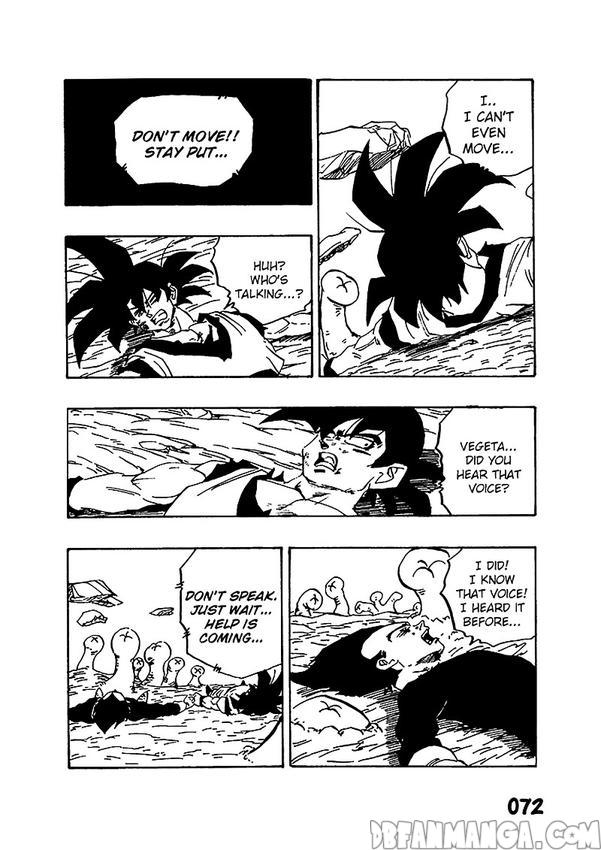 I..
I CAN'T
EVEN
MOVE...
DON'T MOVE!!
STAY PUT...
HUH?
WHO'S
TALKING...?
VEGETA...
DID YOU
HEAR THAT
VOICE?
I DID!
I KNOW
THAT VOICE!
I HEARD IT
BEFORE...
DON'T SPEAK.
JUST WAIT...
HELP IS
COMING...
072
DBFANMANGA.COM